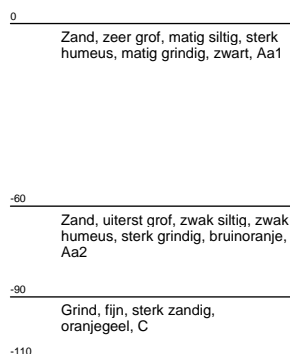 0
Zand, zeer grof, matig siltig, sterk
humeus, matig grindig, zwart, Aa1
-60
Zand, uiterst grof, zwak siltig, zwak
humeus, sterk grindig, bruinoranje,
Aa2
-90
Grind, fijn, sterk zandig,
oranjegeel, C
-110